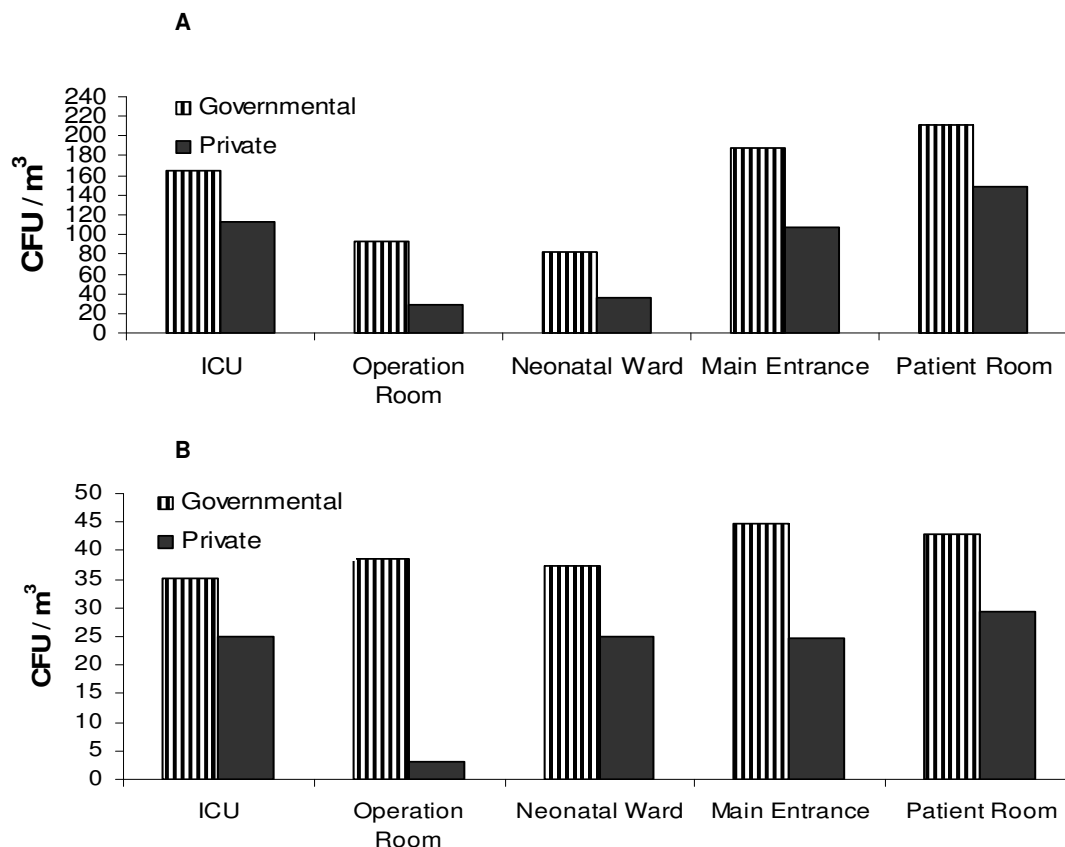 A
CFU / m³
240
220
200
180
160
140
120
100
80
60
40
20
0
Governmental
Private
ICU
Operation Room
Neonatal Ward
Main Entrance
Patient Room
B
CFU / m³
50
45
40
35
30
25
20
15
10
5
0
Governmental
Private
ICU
Operation Room
Neonatal Ward
Main Entrance
Patient Room